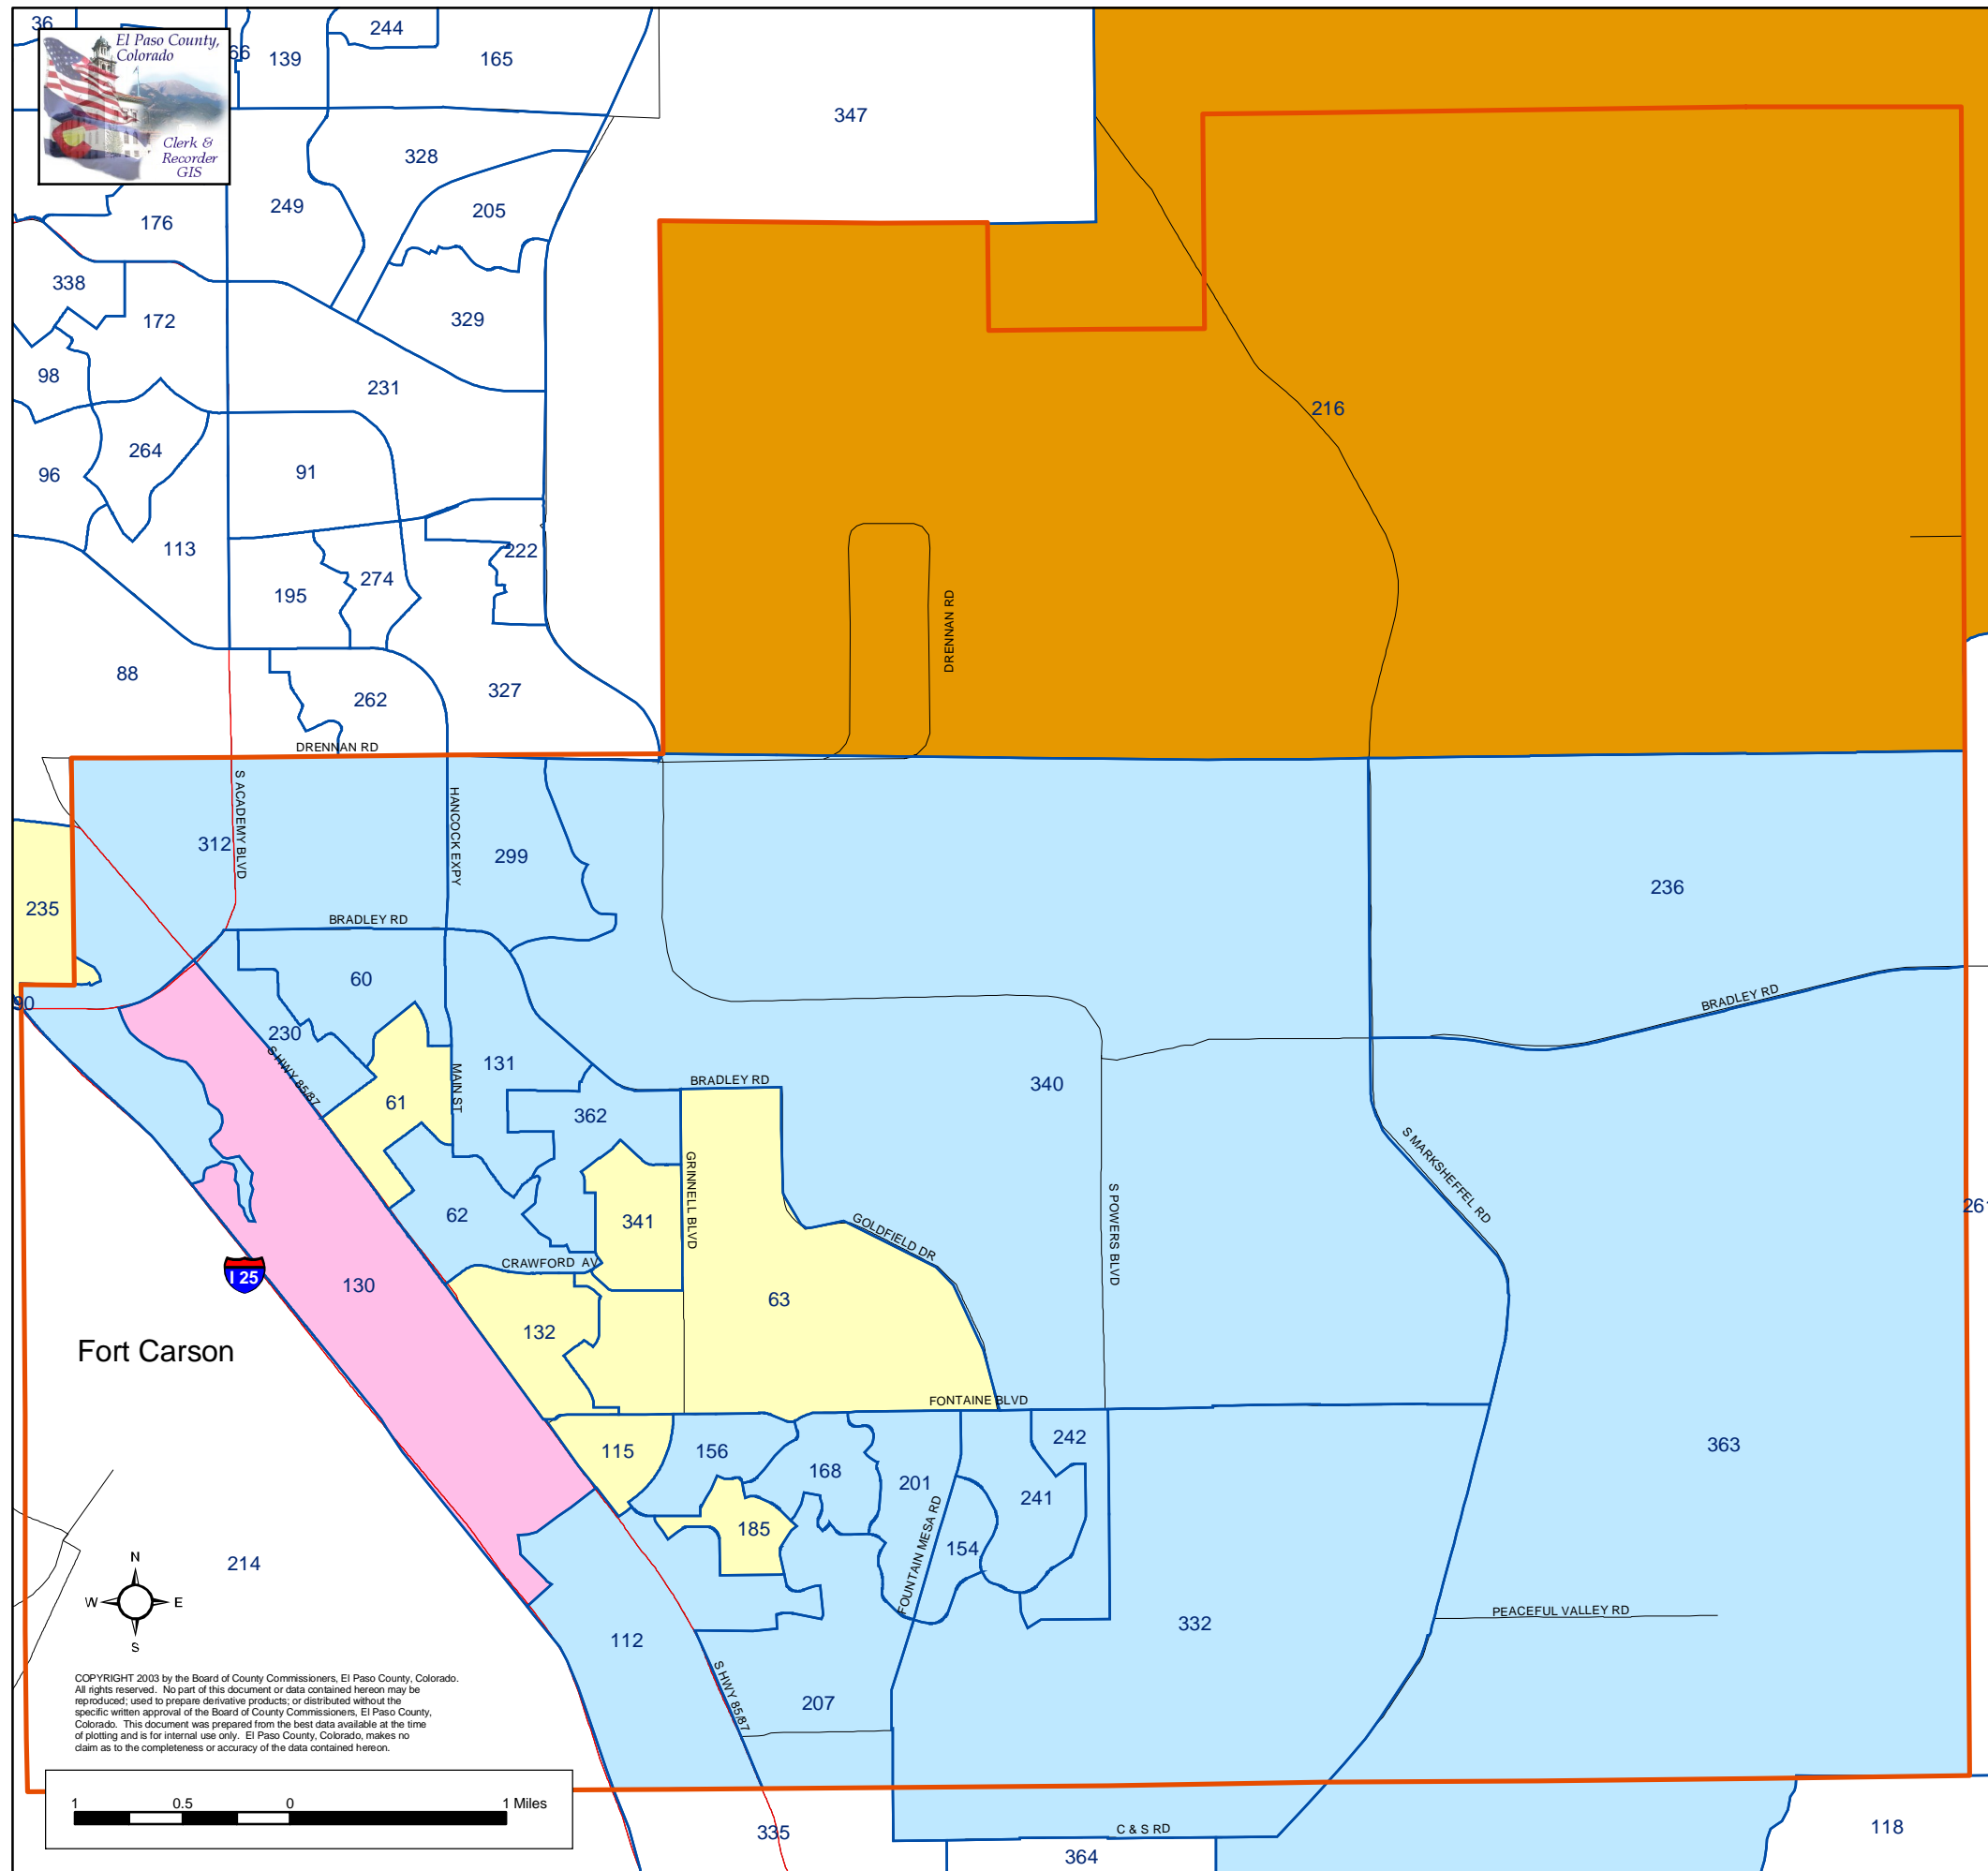 36
El Paso County,
Colorado
Clerk &
Recorder
GIS
66
139
244
165
347
328
249
205
176
338
172
329
98
231
216
264
96
91
113
222
195
274
DRENNAN RD
88
262
327
DRENNAN RD
S ACADEMY BLVD
HANCOCK EXPY
312
299
236
235
BRADLEY RD
60
90
230
BRADLEY RD
S HWY 85/87
61
MAIN ST
131
BRADLEY RD
340
362
S MARKSHEFFEL RD
GRINNELL BLVD
S POWERS BLVD
261
62
341
GOLDFIELD DR
CRAWFORD AV
I 25
130
63
132
Fort Carson
FONTAINE BLVD
115
156
242
363
168
201
241
185
FOUNTAIN MESA RD
154
214
N
W
E
S
112
332
PEACEFUL VALLEY RD
COPYRIGHT 2003 by the Board of County Commissioners, El Paso County, Colorado.
All rights reserved. No part of this document or data contained hereon may be
reproduced; used to prepare derivative products; or distributed without the
specific written approval of the Board of County Commissioners, El Paso County,
Colorado. This document was prepared from the best data available at the time
of plotting and is for internal use only. El Paso County, Colorado, makes no
claim as to the completeness or accuracy of the data contained hereon.
S HWY 85/87
207
1 0.5 0 1 Miles
335
C & S RD
118
364